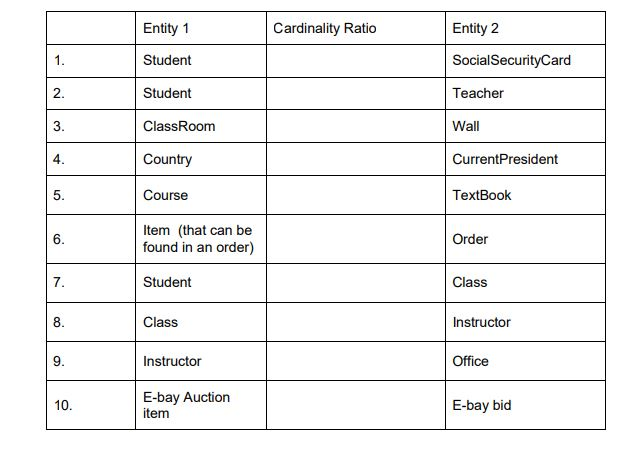 Entity 1 Cardinality Ratio Entity 2
1. Student SocialSecurityCard
2. Student Teacher
3. ClassRoom Wall
4. Country CurrentPresident
5. Course TextBook
6. Item (that can be
found in an order) Order
7. Student Class
8. Class Instructor
9. Instructor Office
10. E-bay Auction
item E-bay bid